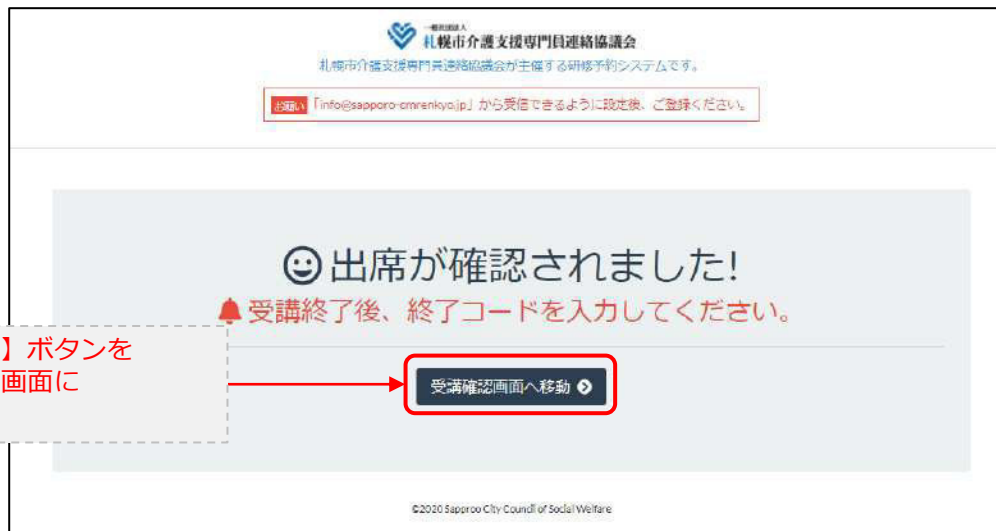 一般社団法人
札幌市介護支援専門員連絡協議会
札幌市介護支援専門員連絡協議会が主催する研修予約システムです。
お願い 「info@sapporo-cmrenkyo.jp」から受信できるように設定後、ご登録ください。
出席が確認されました!
受講終了後、終了コードを入力してください。
】ボタンを
画面に
受講確認画面へ移動
©2020 Sapproo City Council of Social Welfare